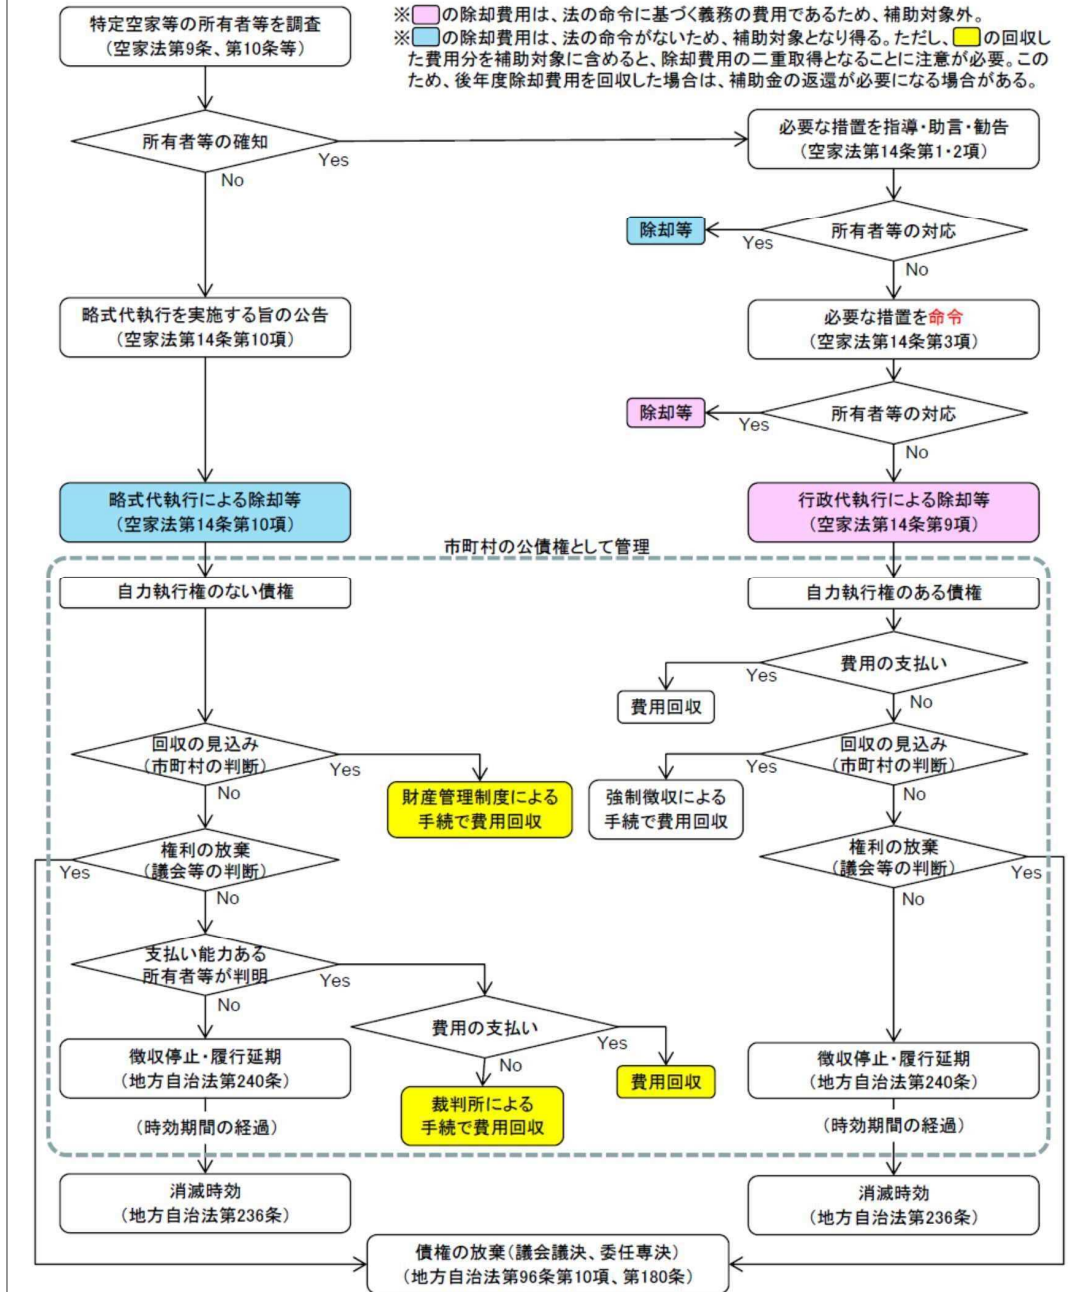 特定空家等の所有者等を調査
(空家法第9条、第10条等)
※ の除却費用は、法の命令に基づく義務の費用であるため、補助対象外。
※ の除却費用は、法の命令がないため、補助対象となり得る。ただし、 の回収し
た費用分を補助対象に含めると、除却費用の二重取得となることに注意が必要。この
ため、後年度除却費用を回収した場合は、補助金の返還が必要になる場合がある。
所有者等の確知
Yes
No
必要な措置を指導・助言・勧告
(空家法第14条第1・2項)
所有者等の対応
Yes
除却等
No
略式代執行を実施する旨の公告
(空家法第14条第10項)
必要な措置を命令
(空家法第14条第3項)
所有者等の対応
Yes
除却等
No
略式代執行による除却等
(空家法第14条第10項)
行政代執行による除却等
(空家法第14条第9項)
市町村の公債権として管理
自力執行権のない債権
自力執行権のある債権
費用の支払い
Yes
費用回収
No
回収の見込み
(市町村の判断)
Yes
No
財産管理制度による
手続で費用回収
回収の見込み
(市町村の判断)
Yes
No
強制徴収による
手続で費用回収
権利の放棄
(議会等の判断)
Yes
No
権利の放棄
(議会等の判断)
Yes
No
支払い能力ある
所有者等が判明
Yes
No
費用の支払い
Yes
No
費用回収
裁判所による
手続で費用回収
徴収停止・履行延期
(地方自治法第240条)
徴収停止・履行延期
(地方自治法第240条)
(時効期間の経過)
(時効期間の経過)
消滅時効
(地方自治法第236条)
消滅時効
(地方自治法第236条)
債権の放棄(議会議決、委任専決)
(地方自治法第96条第10項、第180条)